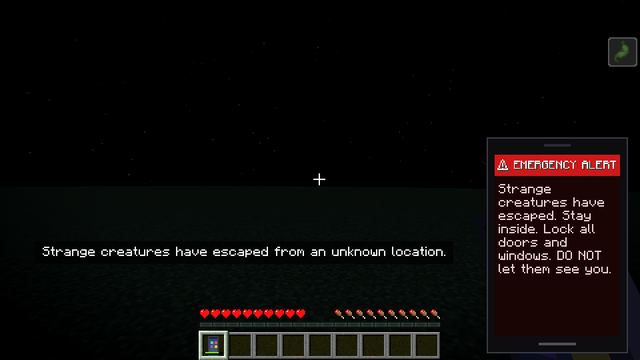 ⚠ EMERGENCY ALERT
Strange
creatures have
escaped. Stay
inside. Lock all
doors and
windows. DO NOT
let them see you.
Strange creatures have escaped from an unknown location.